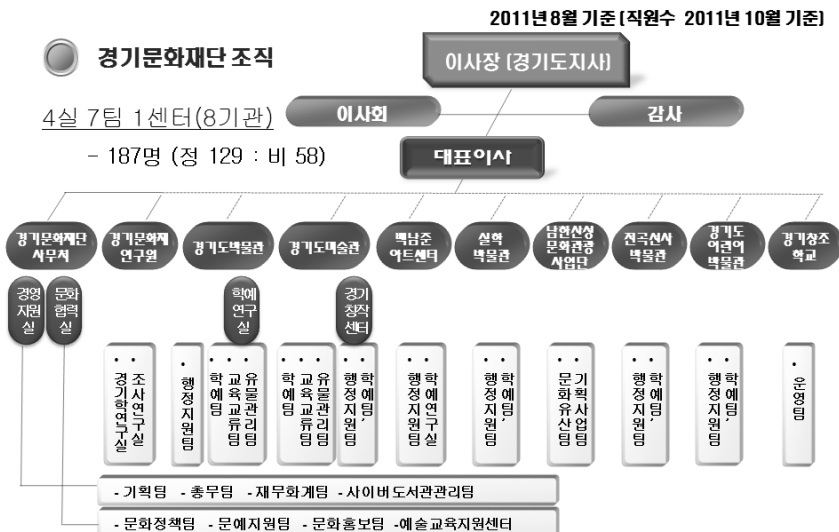 2011년 8월 기준 (직원수 2011년 10월 기준)
경기문화재단 조직
이사장 (경기도지사)
4실 7팀 1센터(8기관)
이사회
감사
- 187명 (정 129 : 비 58)
대표이사
경기문화재단
사무처
경기문화재
연구원
경기도박물관
경기도미술관
백남준
아트센터
실학
박물관
남한산성
문화관광
사업단
전곡선사
박물관
경기도
어린이
박물관
경기창조
학교
경영
지원
실
문화
협력
실
학예
연구
실
경기
창작
센터
• 조사연구실
• 경기학연구실
• 행정지원팀
• 유물관리팀
교육교류팀
• 학예팀
• 유물관리팀
교육교류팀
• 학예팀
• 학예팀,
• 행정지원팀
• 학예연구실
• 행정지원팀
• 학예팀,
• 행정지원팀
• 기획사업팀
• 문화유산팀
• 학예팀,
• 행정지원팀
• 학예팀,
• 행정지원팀
• 운영팀
- 기획팀 - 총무팀 - 재무회계팀 - 사이버도서관관리팀
- 문화정책팀 - 문예지원팀 - 문화홍보팀 -예술교육지원센터